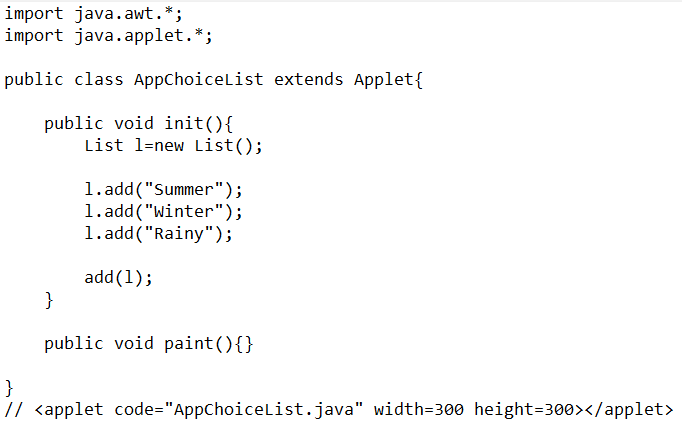 import java.awt.*;
import java.applet.*;
public class AppChoiceList extends Applet{
public void init(){
List l=new List();
l.add("Summer");
l.add("Winter");
l.add("Rainy");
add(l);
}
public void paint(){}
}
// <applet code="AppChoiceList.java" width=300 height=300></applet>